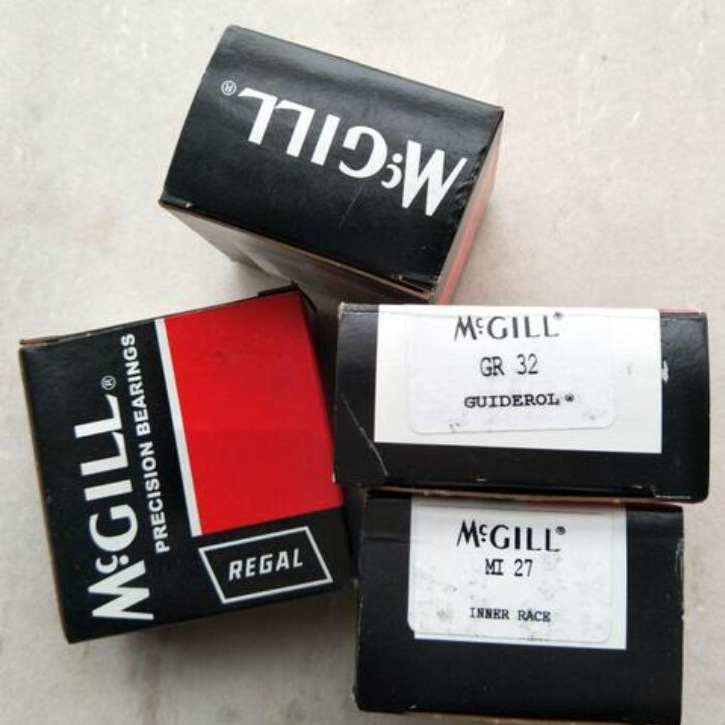 McGILL®
McGILL®
PRECISION BEARINGS
REGAL
McGILL®
GR 32
GUIDEROL®
McGILL®
MI 27
INNER RACE